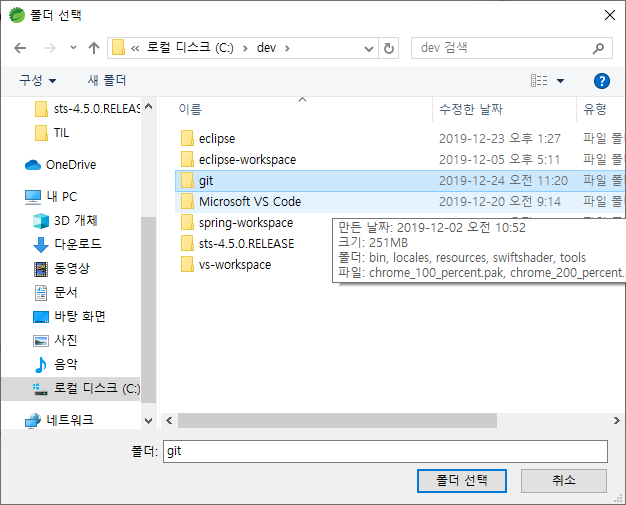 폴더 선택
« 로컬 디스크 (C:) > dev >
dev 검색
구성 새 폴더
이름 수정한 날짜 유형
sts-4.5.0.RELEAS
TIL
OneDrive
내 PC
3D 개체
다운로드
동영상
문서
바탕 화면
사진
음악
로컬 디스크 (C:)
네트워크
eclipse 2019-12-23 오후 1:27 파일 폴
eclipse-workspace 2019-12-05 오후 5:11 파일 폴
git 2019-12-24 오전 11:20 파일 폴
Microsoft VS Code 2019-12-20 오전 9:14 파일 폴
spring-workspace
sts-4.5.0.RELEASE
vs-workspace
만든 날짜: 2019-12-02 오전 10:52
크기: 251MB
폴더: bin, locales, resources, swiftshader, tools
파일: chrome_100_percent.pak, chrome_200_percent.
폴더: git
폴더 선택 취소